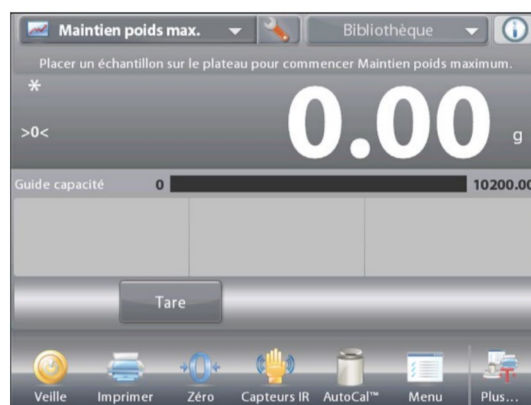 Maintien poids max. Bibliothèque
Placer un échantillon sur le plateau pour commencer Maintien poids maximum.
*
0.00 g
>0<
Guide capacité 0 10200.00
Tare
Veille Imprimer Zéro Capteurs IR AutoCal™ Menu Plus...